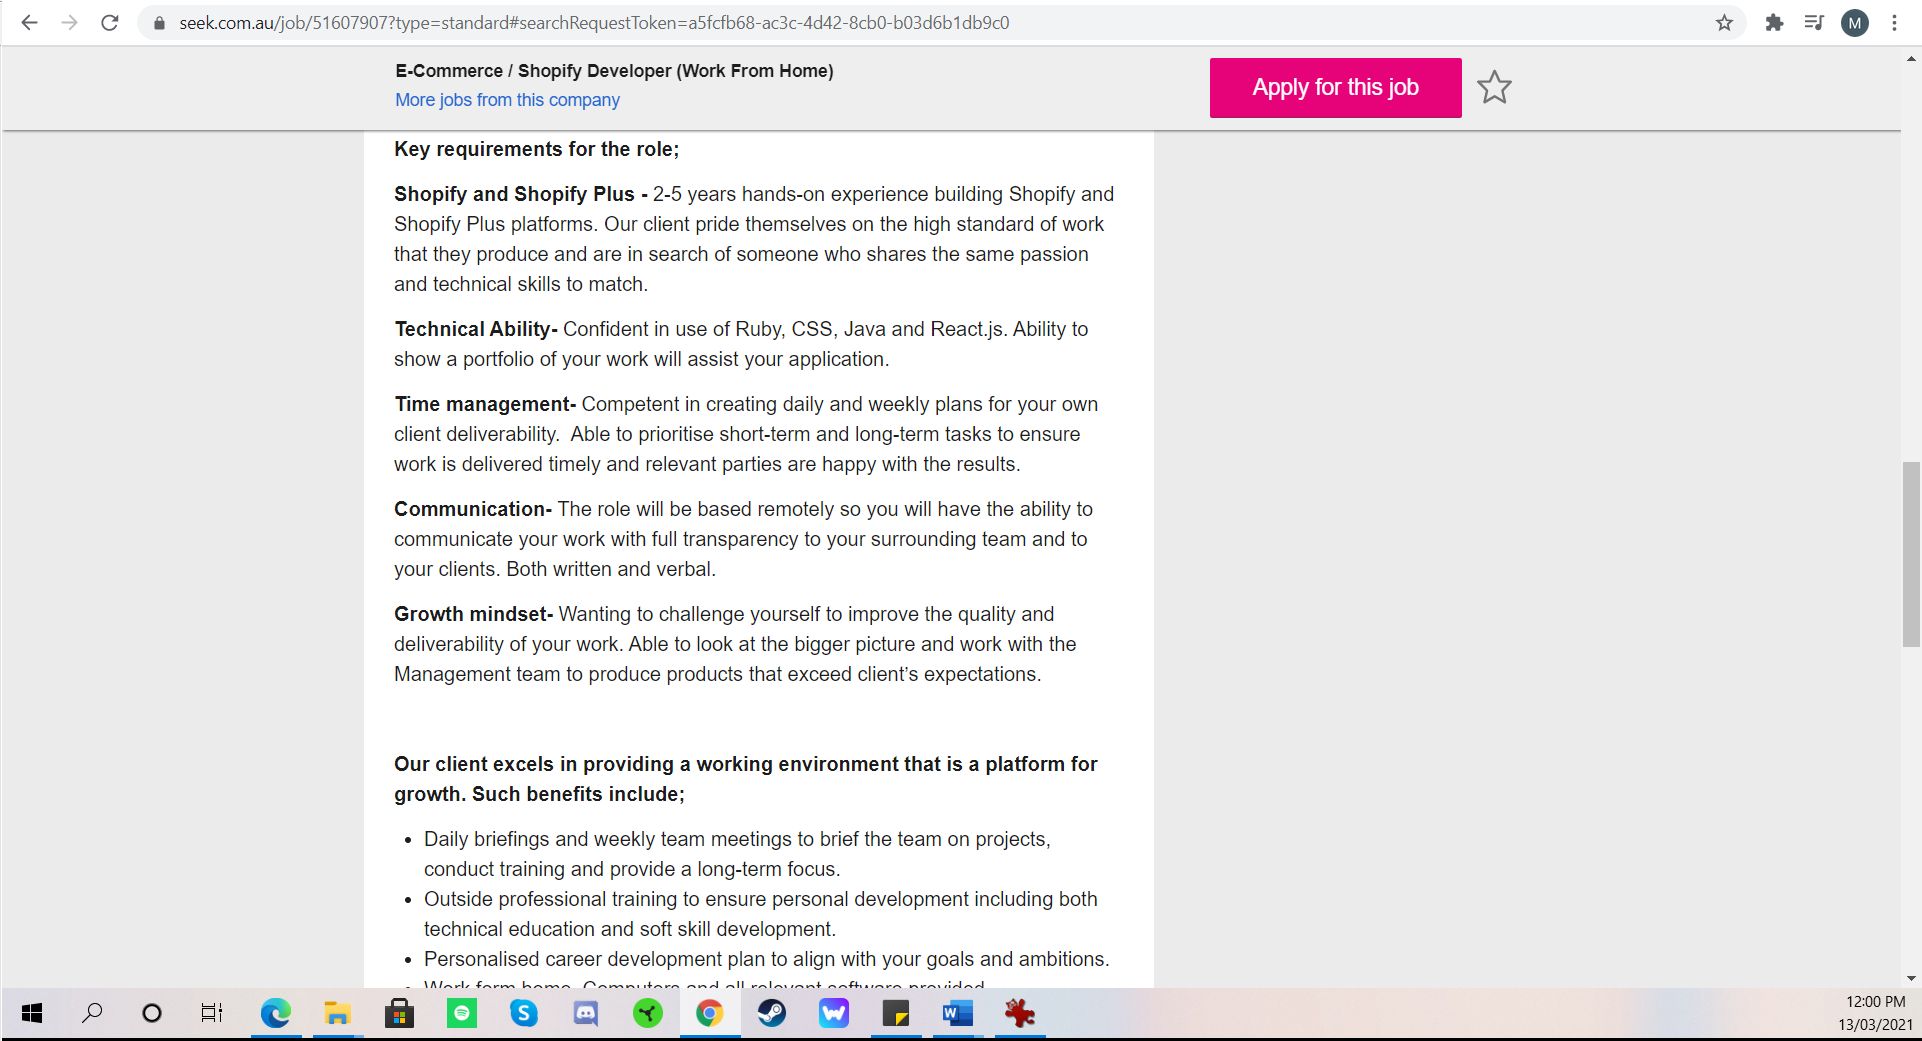 seek.com.au/job/51607907?type=standard#searchRequestToken=a5fcfb68-ac3c-4d42-8cb0-b03d6b1db9c0
M
E-Commerce / Shopify Developer (Work From Home)
More jobs from this company
Apply for this job
Key requirements for the role;
Shopify and Shopify Plus - 2-5 years hands-on experience building Shopify and
Shopify Plus platforms. Our client pride themselves on the high standard of work
that they produce and are in search of someone who shares the same passion
and technical skills to match.
Technical Ability- Confident in use of Ruby, CSS, Java and React.js. Ability to
show a portfolio of your work will assist your application.
Time management- Competent in creating daily and weekly plans for your own
client deliverability.  Able to prioritise short-term and long-term tasks to ensure
work is delivered timely and relevant parties are happy with the results.
Communication- The role will be based remotely so you will have the ability to
communicate your work with full transparency to your surrounding team and to
your clients. Both written and verbal.
Growth mindset- Wanting to challenge yourself to improve the quality and
deliverability of your work. Able to look at the bigger picture and work with the
Management team to produce products that exceed client’s expectations.
Our client excels in providing a working environment that is a platform for
growth. Such benefits include;
• Daily briefings and weekly team meetings to brief the team on projects,
conduct training and provide a long-term focus.
• Outside professional training to ensure personal development including both
technical education and soft skill development.
• Personalised career development plan to align with your goals and ambitions.
• Work form home. Computers and all relevant software provided
12:00 PM
13/03/2021